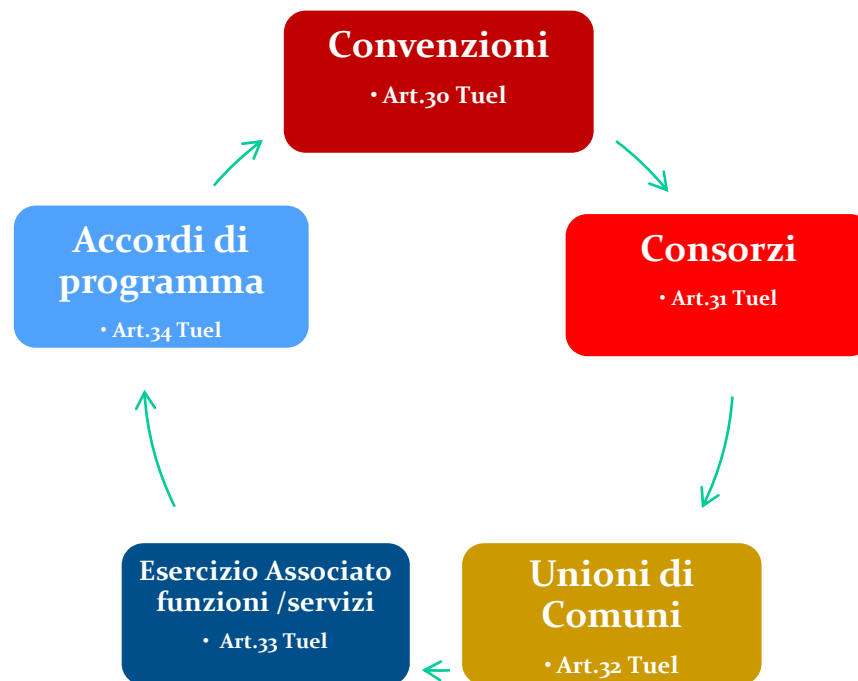 Convenzioni
• Art.30 Tuel
Consorzi
• Art.31 Tuel
Unioni di
Comuni
• Art.32 Tuel
Esercizio Associato
funzioni /servizi
• Art.33 Tuel
Accordi di
programma
• Art.34 Tuel